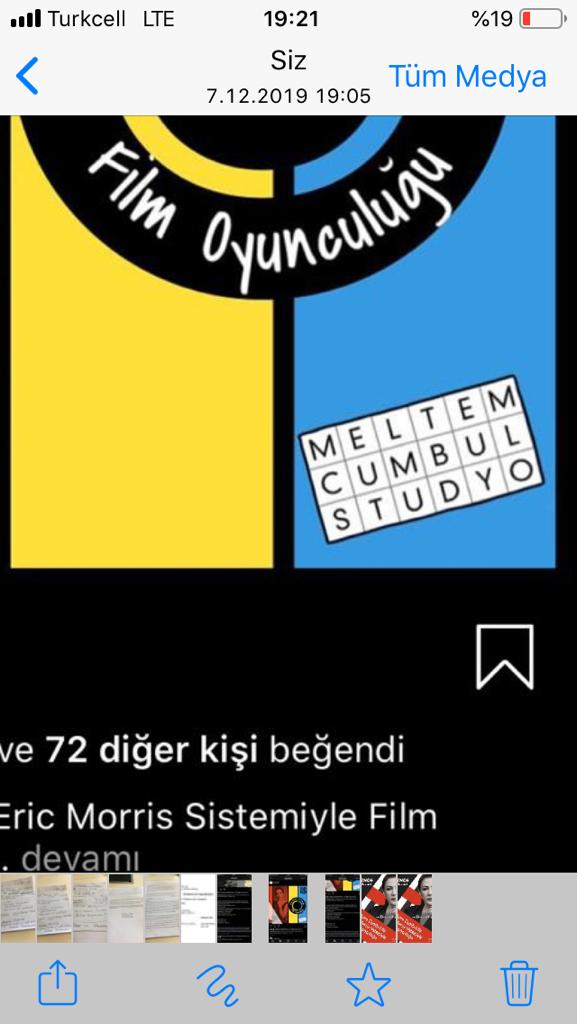 Turkcell LTE 19:21 %19
Siz
7.12.2019 19:05
Tüm Medya
Film Oyunculuğu
MELTEM
CUMBUL
STUDYO
ve 72 diğer kişi beğendi
Eric Morris Sistemiyle Film
. devamı